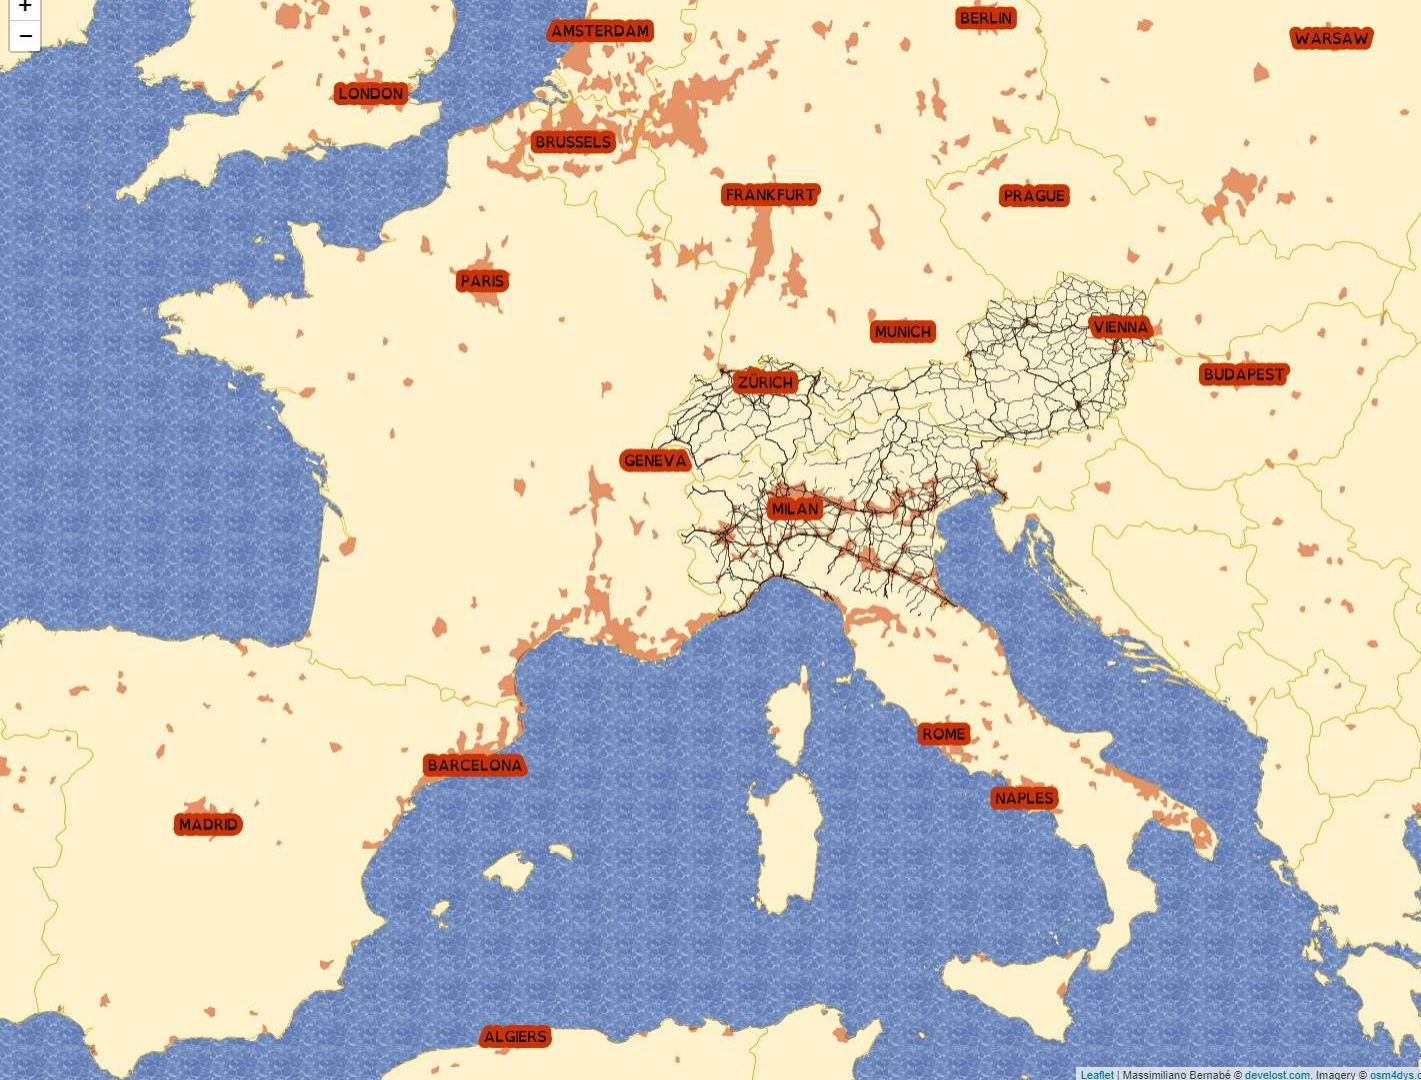 +
−
AMSTERDAM
BERLIN
WARSAW
LONDON
BRUSSELS
FRANKFURT
PRAGUE
PARIS
MUNICH
VIENNA
ZÜRICH
BUDAPEST
GENEVA
MILAN
ROME
BARCELONA
NAPLES
MADRID
ALGIERS
Leaflet | Massimiliano Bernabé © develost.com, Imagery © osm4dys.c